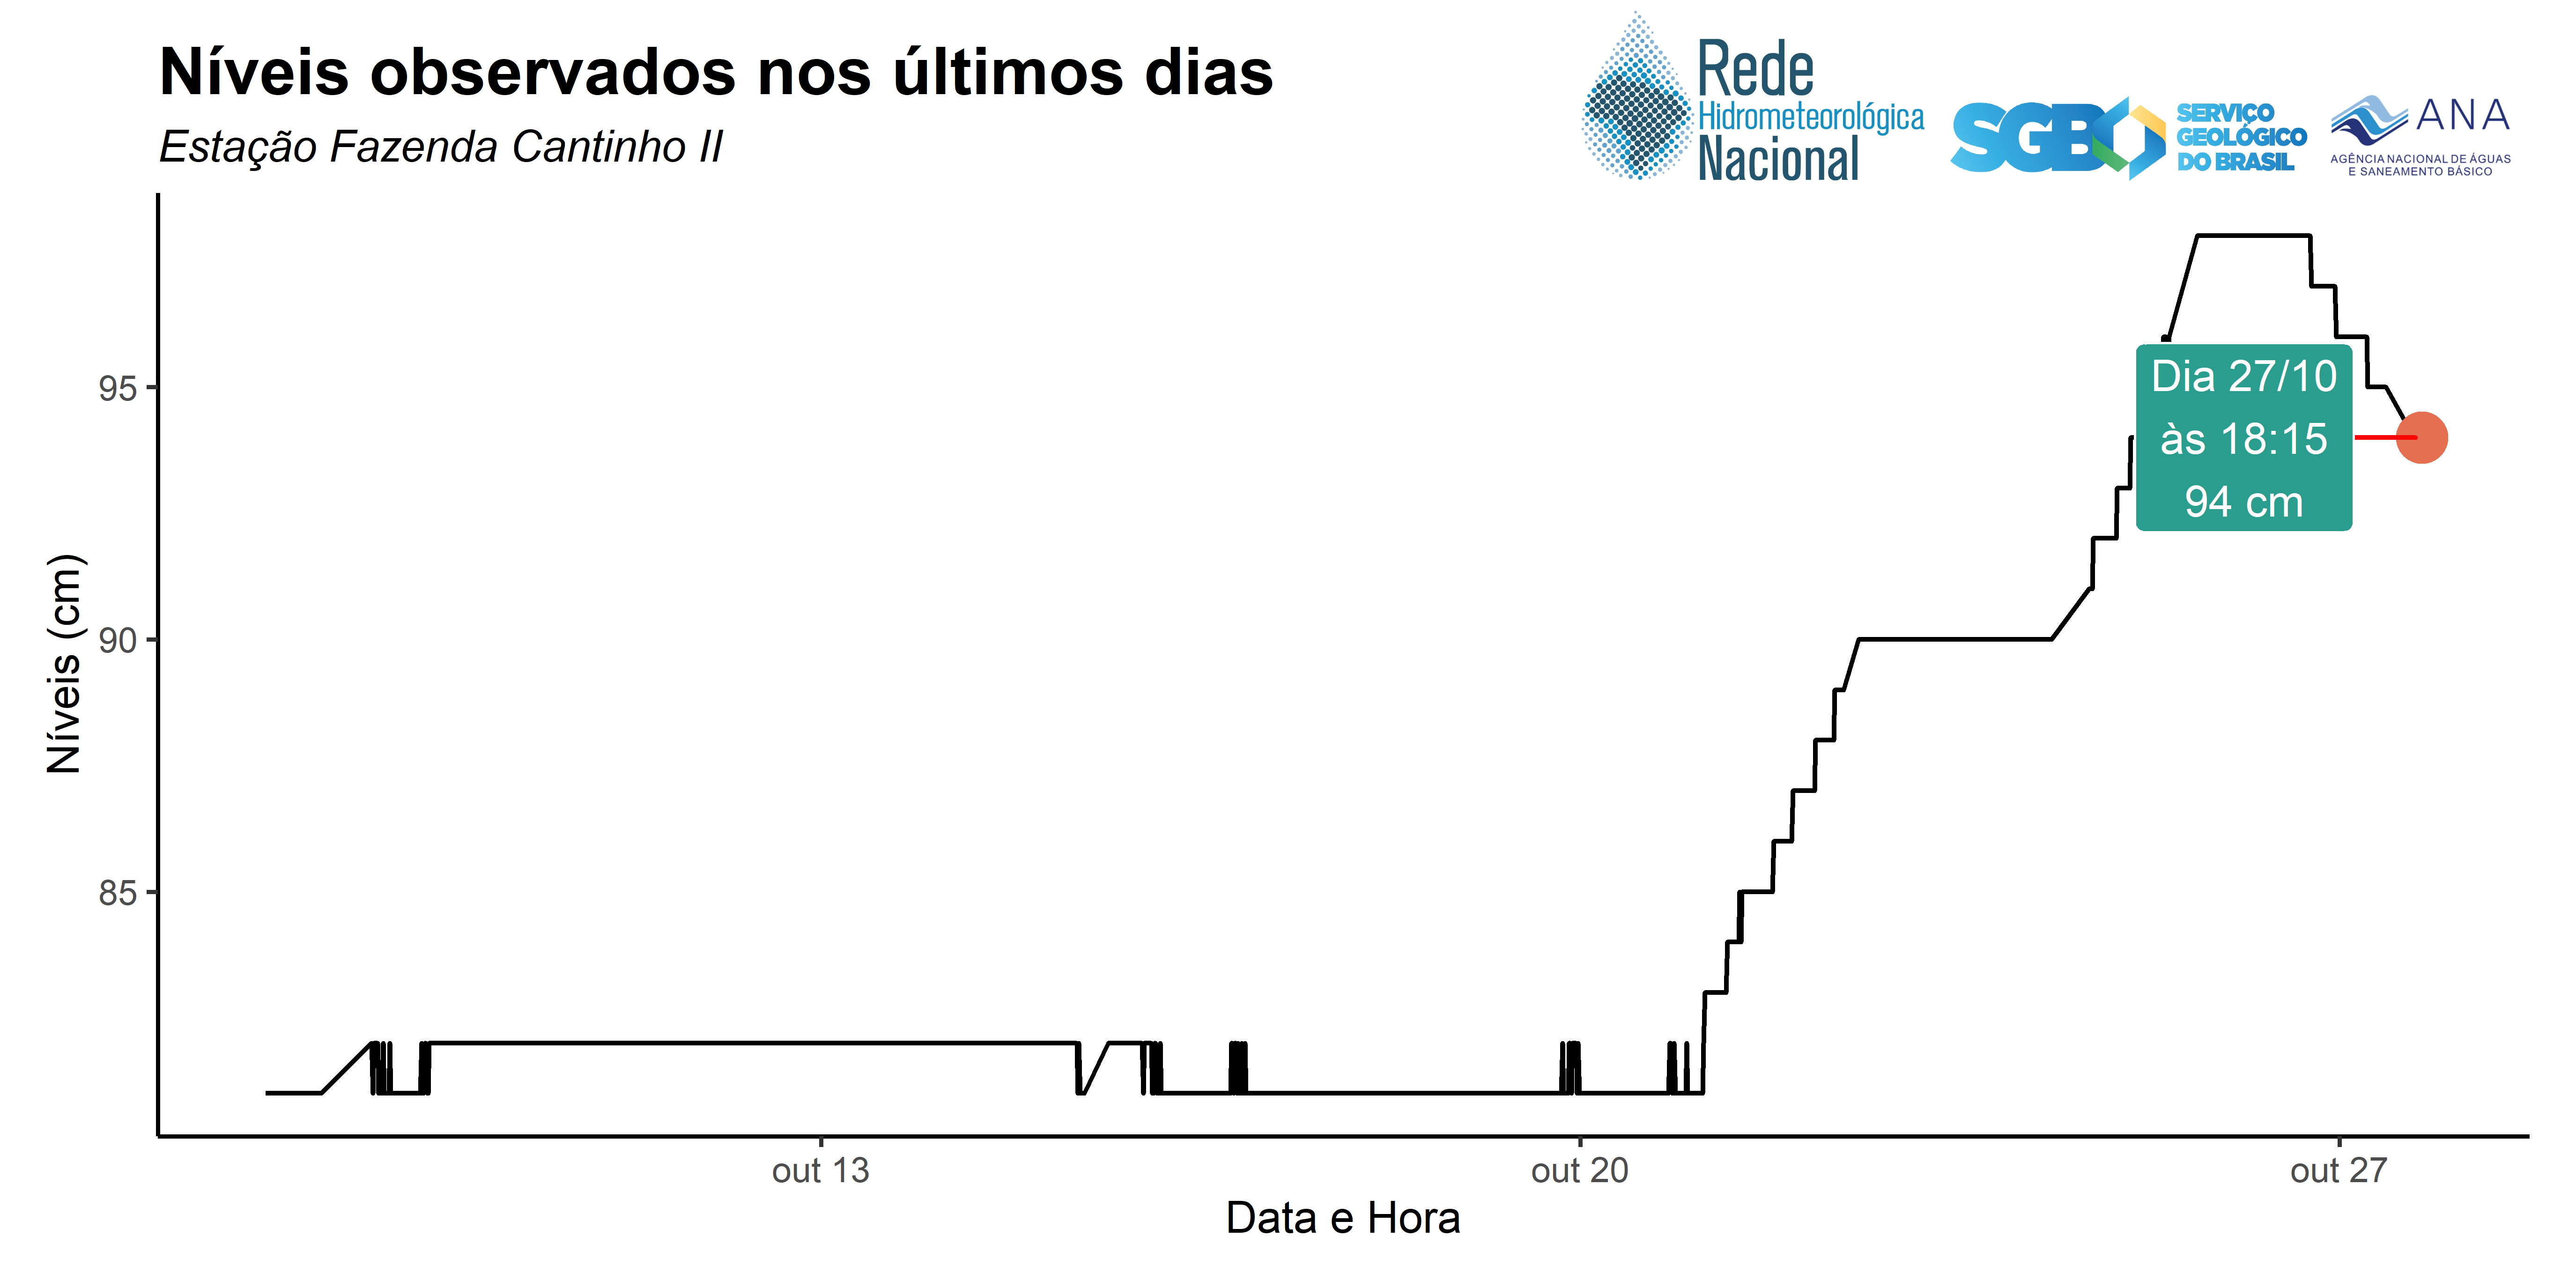 Níveis observados nos últimos dias
Estação Fazenda Cantinho II
Rede
Hidrometeorológica
Nacional
SGB
SERVIÇO
GEOLÓGICO
DO BRASIL
ANA
AGÊNCIA NACIONAL DE ÁGUAS
E SANEAMENTO BÁSICO
Níveis (cm)
95
90
85
Dia 27/10
às 18:15
94 cm
out 13
out 20
out 27
Data e Hora